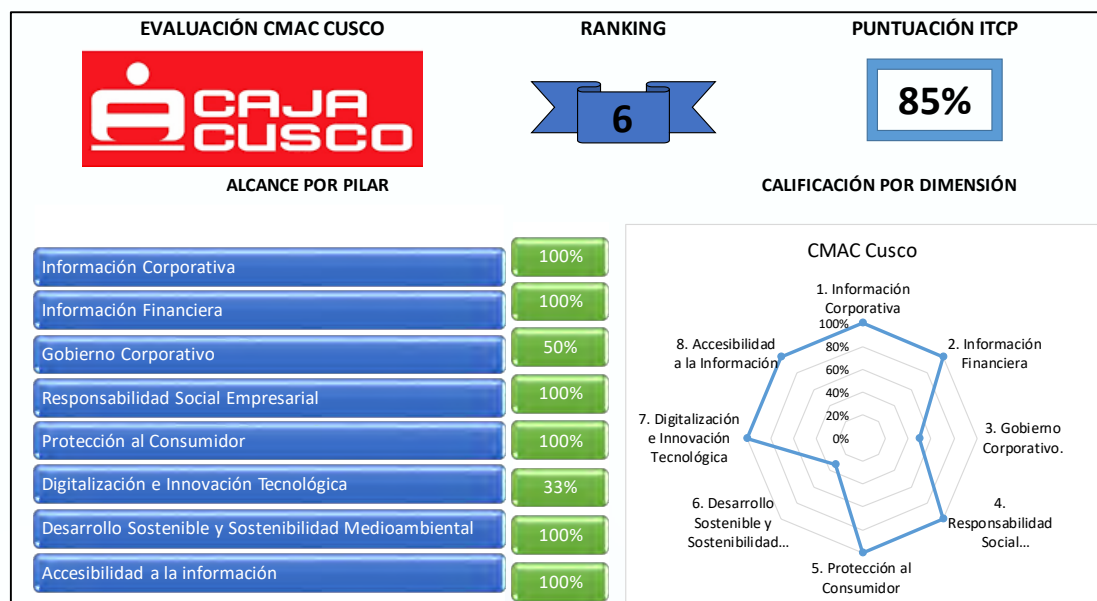 EVALUACIÓN CMAC CUSCO
RANKING
PUNTUACIÓN ITCP
CAJA
CUSCO
6
85%
ALCANCE POR PILAR
CALIFICACIÓN POR DIMENSIÓN
Información Corporativa 100%
Información Financiera 100%
Gobierno Corporativo 50%
Responsabilidad Social Empresarial 100%
Protección al Consumidor 100%
Digitalización e Innovación Tecnológica 33%
Desarrollo Sostenible y Sostenibilidad Medioambiental 100%
Accesibilidad a la información 100%
CMAC Cusco
1. Información
Corporativa
2. Información
Financiera
3. Gobierno
Corporativo.
4.
Responsabilidad
Social...
5. Protección al
Consumidor
6. Desarrollo
Sostenible y
Sostenibilidad...
7. Digitalización
e Innovación
Tecnológica
8. Accesibilidad
a la Información
100%
80%
60%
40%
20%
0%